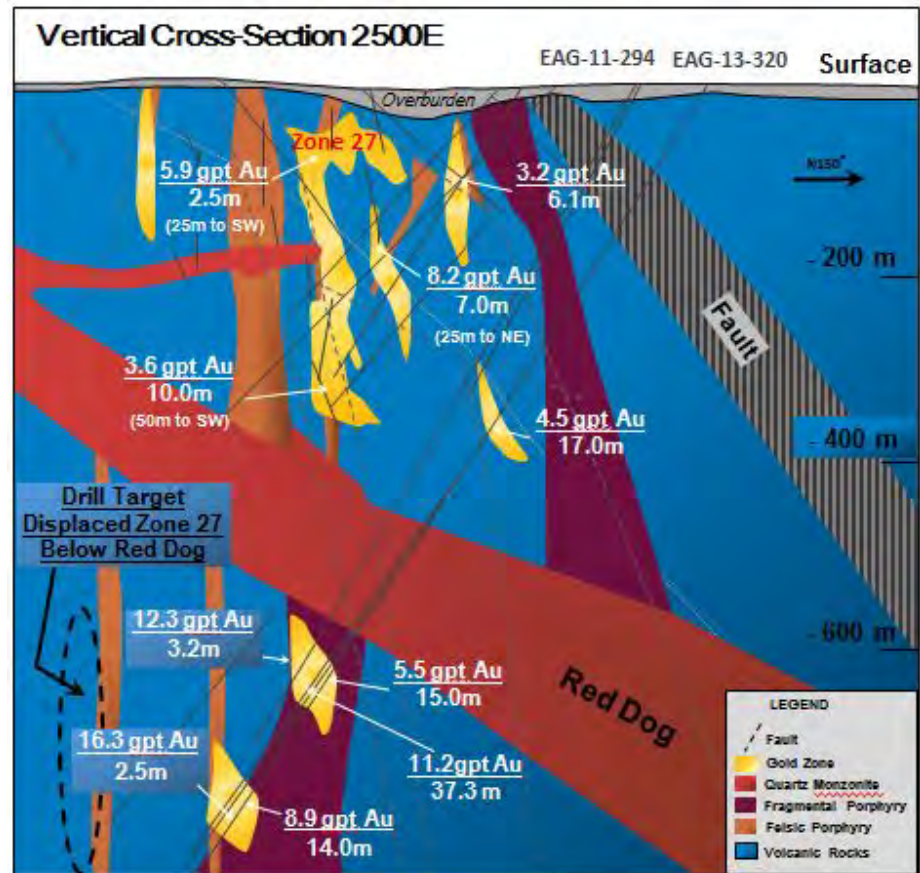 Vertical Cross-Section 2500E
EAG-11-294 EAG-13-320 Surface
Overburden
Zone 27
5.9 gpt Au
2.5m
(25m to SW)
3.2 gpt Au
6.1m
N150°
- 200 m
8.2 gpt Au
7.0m
(25m to NE)
Fault
3.6 gpt Au
10.0m
(50m to SW)
4.5 gpt Au
17.0m
- 400 m
Drill Target
Displaced Zone 27
Below Red Dog
12.3 gpt Au
3.2m
- 600 m
5.5 gpt Au
15.0m
Red Dog
16.3 gpt Au
2.5m
11.2gpt Au
37.3 m
8.9 gpt Au
14.0m
LEGEND
Fault
Gold Zone
Quartz Monzonite
Fragmental Porphyry
Felsic Porphyry
Volcanic Rocks